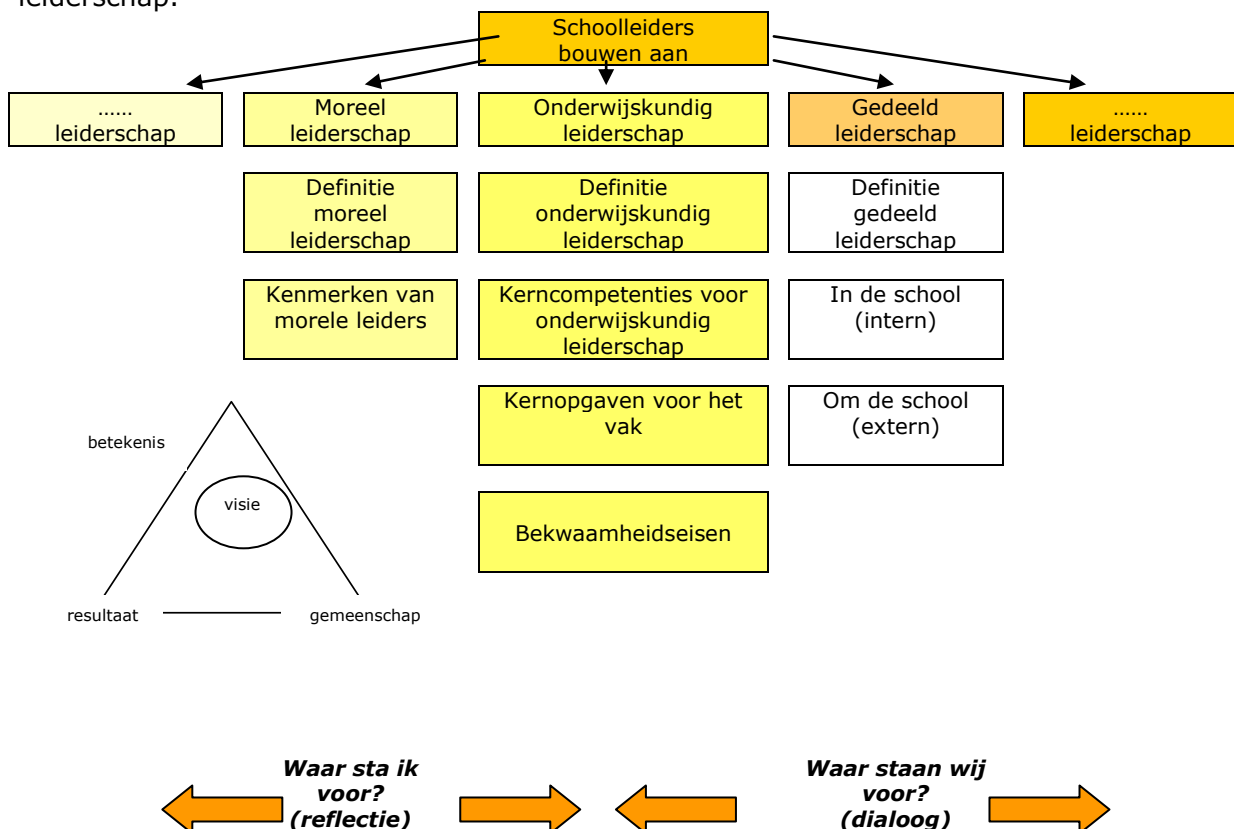 leiderschap.
Schoolleiders
bouwen aan
……
leiderschap
Moreel
leiderschap
Onderwijskundig
leiderschap
Gedeeld
leiderschap
……
leiderschap
Definitie
moreel
leiderschap
Definitie
onderwijskundig
leiderschap
Definitie
gedeeld
leiderschap
Kenmerken van
morele leiders
Kerncompetenties voor
onderwijskundig
leiderschap
In de school
(intern)
Kernopgaven voor het
vak
Om de school
(extern)
Bekwaamheidseisen
betekenis
visie
resultaat
gemeenschap
Waar sta ik
voor?
(reflectie)
Waar staan wij
voor?
(dialoog)